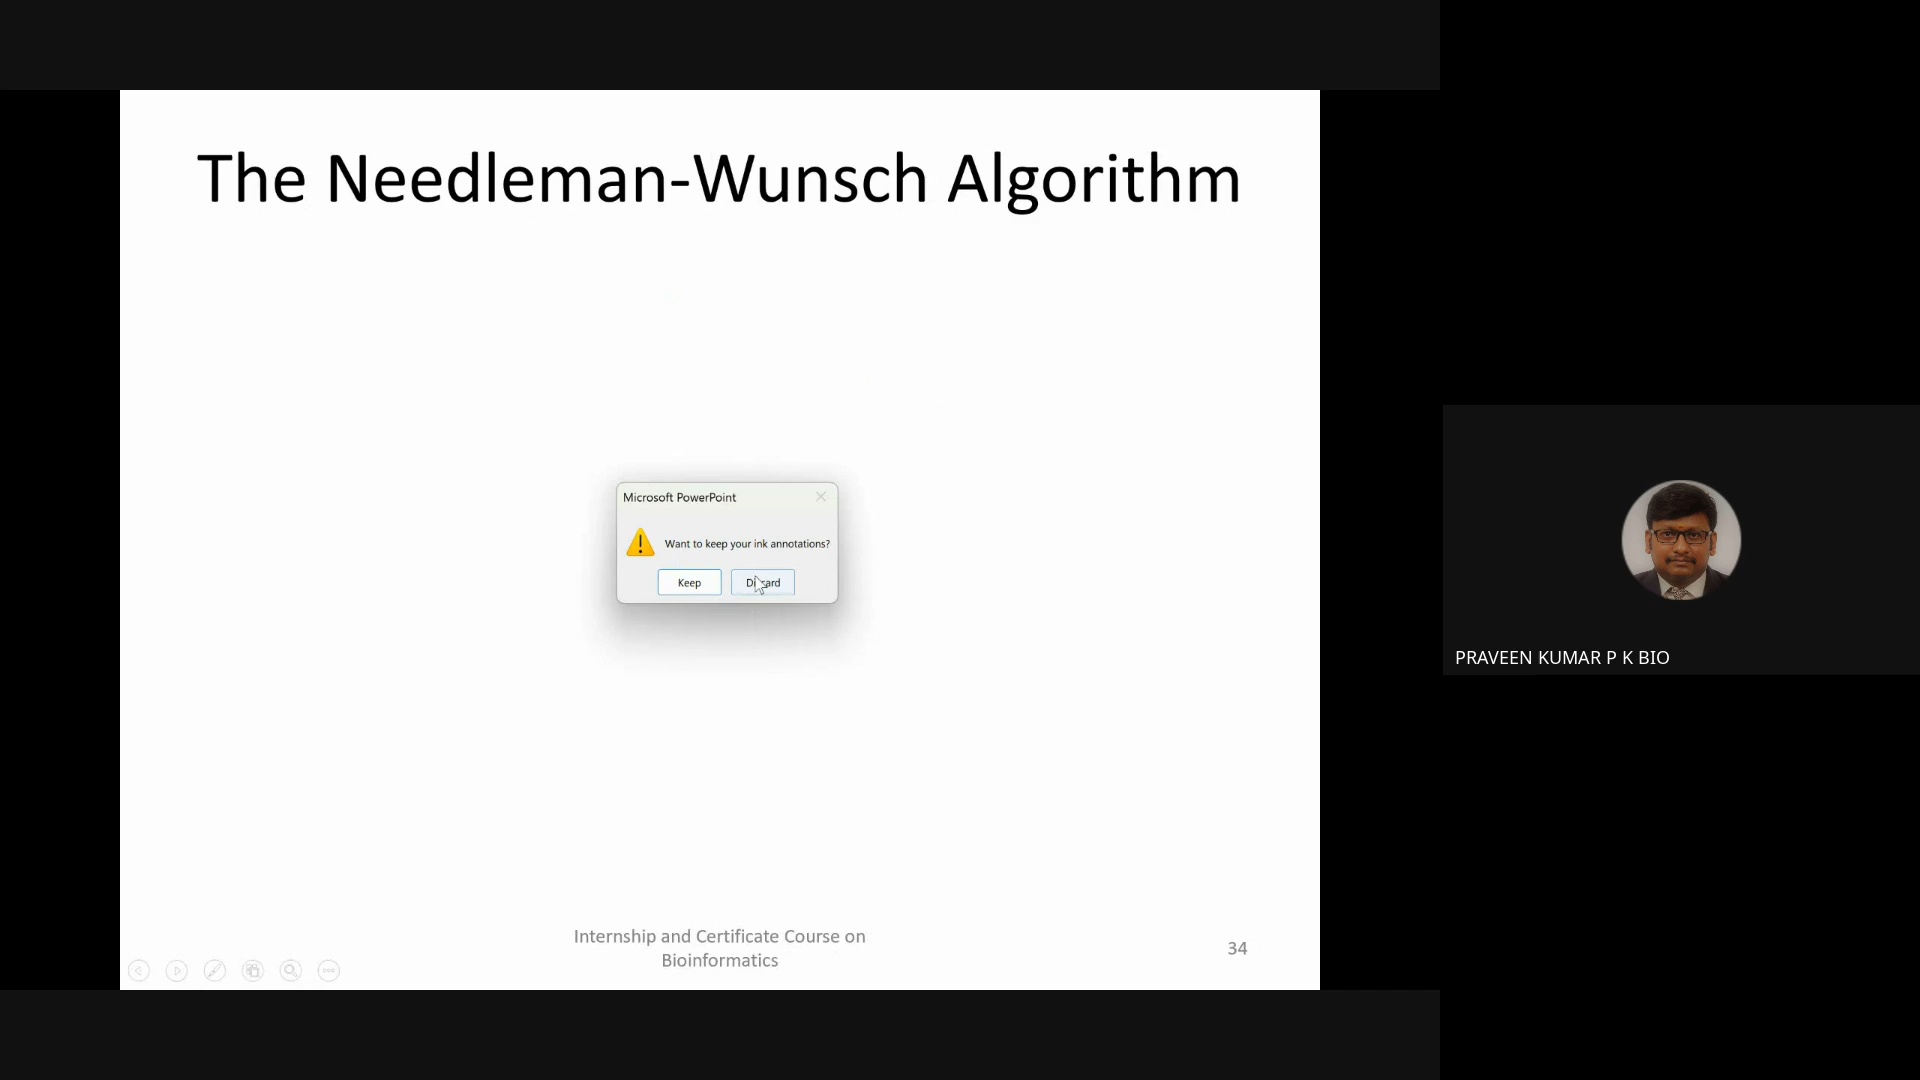 The Needleman-Wunsch Algorithm
Microsoft PowerPoint
Want to keep your ink annotations?
Keep
Discard
PRAVEEN KUMAR P K BIO
Internship and Certificate Course on
Bioinformatics
34